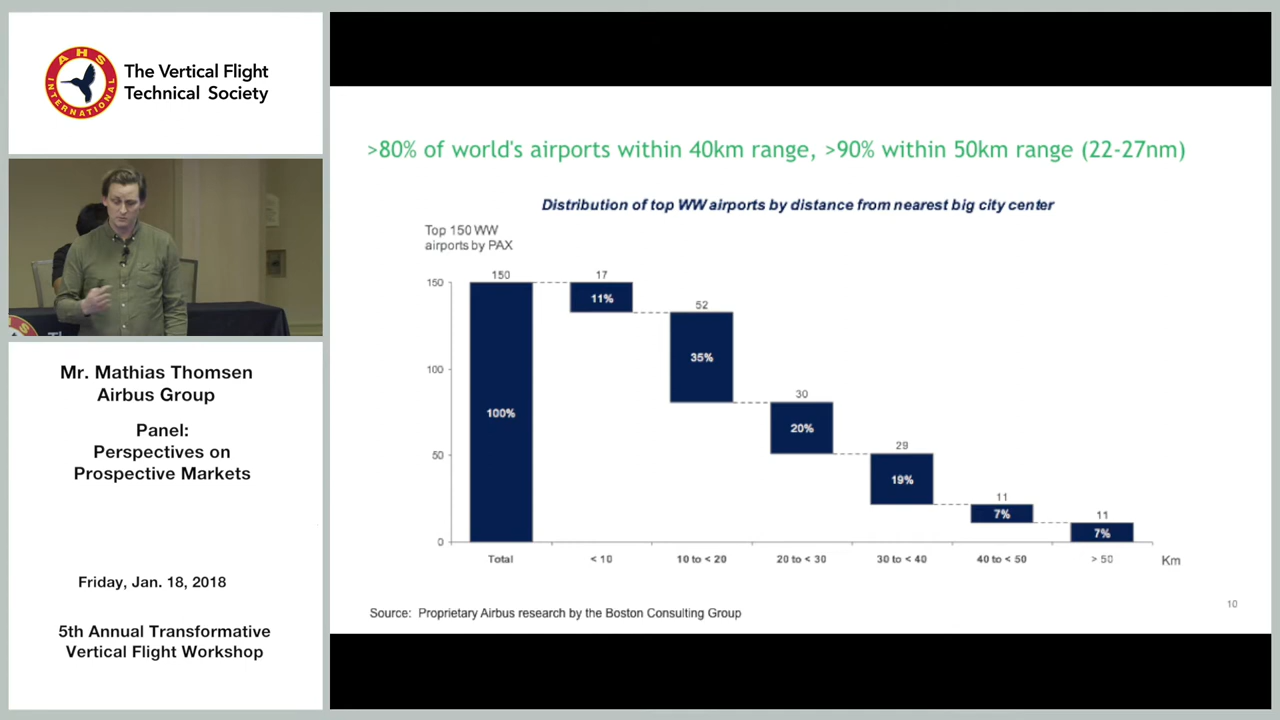 AHS
INTERNATIONAL
The Vertical Flight
Technical Society
Mr. Mathias Thomsen
Airbus Group
Panel:
Perspectives on
Prospective Markets
Friday, Jan. 18, 2018
5th Annual Transformative
Vertical Flight Workshop
>80% of world's airports within 40km range, >90% within 50km range (22-27nm)
Distribution of top WW airports by distance from nearest big city center
Top 150 WW
airports by PAX
150 17
150
11%
52
35%
100
30
100%
20%
29
50
19%
11
7%
11
7%
0
Total < 10 10 to < 20 20 to < 30 30 to < 40 40 to < 50 > 50 Km
Source: Proprietary Airbus research by the Boston Consulting Group
10